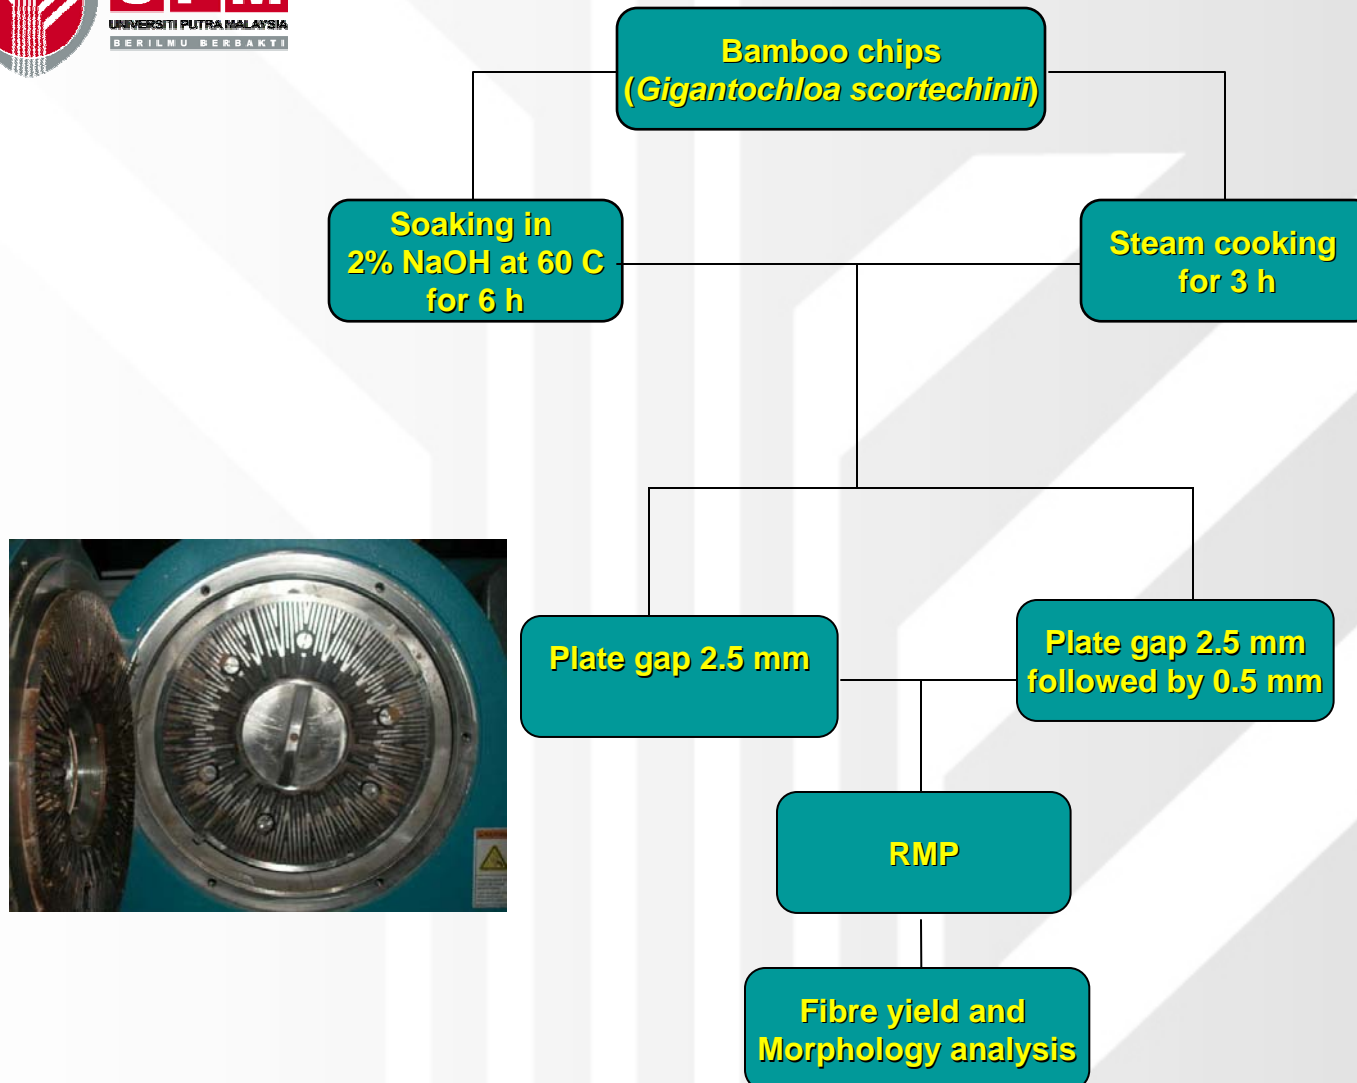 UNIVERSITI PUTRA MALAYSIA
BERILMU BERBAKTI
Bamboo chips
(Gigantochloa scortechinii)
Soaking in
2% NaOH at 60 C
for 6 h
Steam cooking
for 3 h
Plate gap 2.5 mm
Plate gap 2.5 mm
followed by 0.5 mm
RMP
Fibre yield and
Morphology analysis